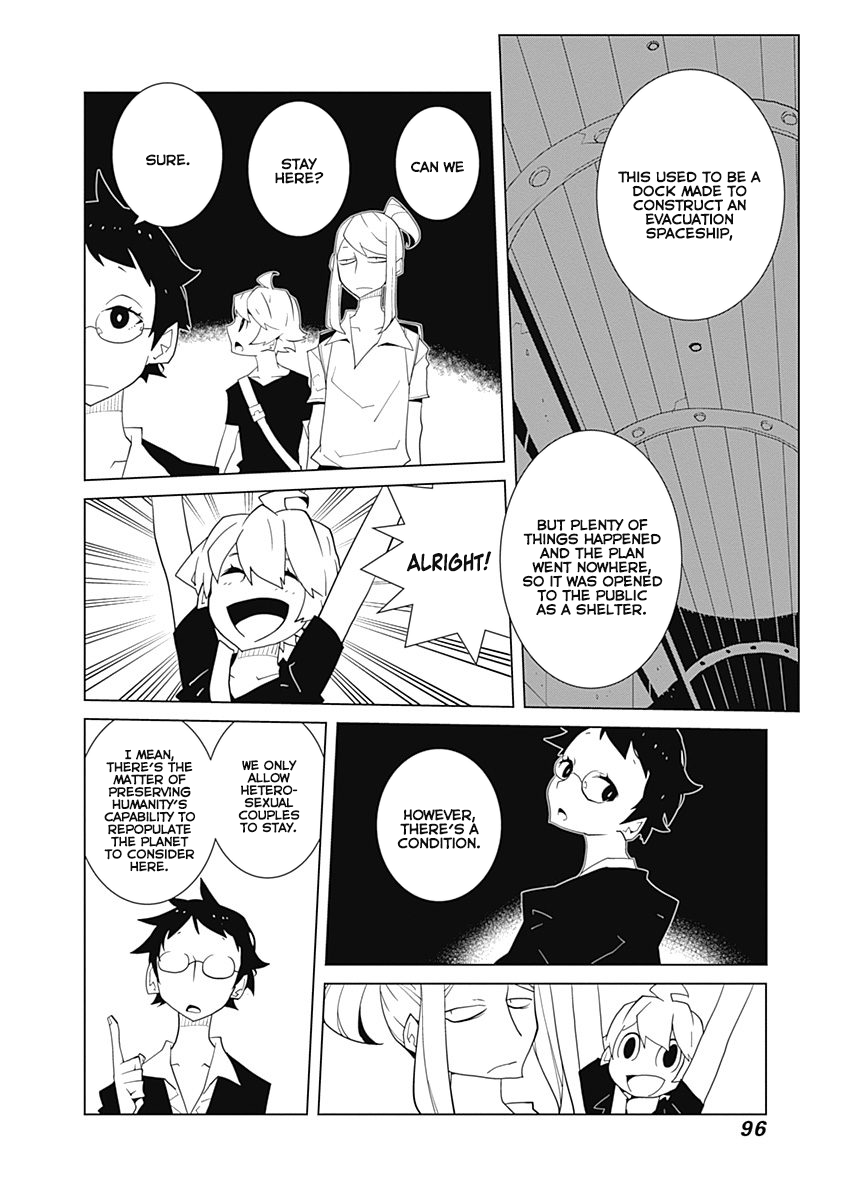 THIS USED TO BE A
DOCK MADE TO
CONSTRUCT AN
EVACUATION
SPACESHIP,
BUT PLENTY OF
THINGS HAPPENED
AND THE PLAN
WENT NOWHERE,
SO IT WAS OPENED
TO THE PUBLIC
AS A SHELTER.
CAN WE
STAY
HERE?
SURE.
ALRIGHT!
HOWEVER,
THERE'S A
CONDITION.
WE ONLY
ALLOW
HETERO-
SEXUAL
COUPLES
TO STAY.
I MEAN,
THERE'S THE
MATTER OF
PRESERVING
HUMANITY'S
CAPABILITY TO
REPOPULATE
THE PLANET
TO CONSIDER
HERE.
96